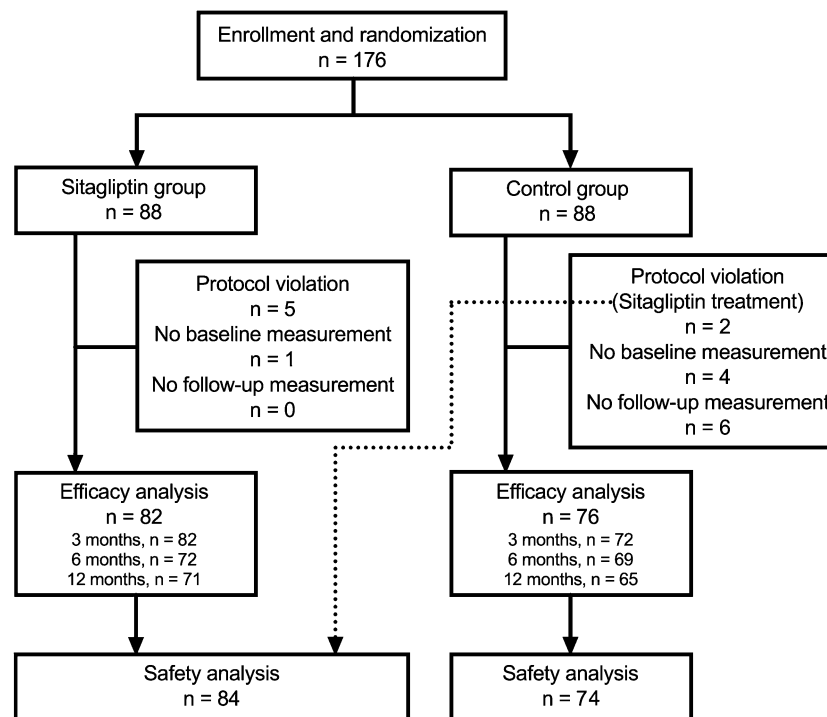 Enrollment and randomization
n = 176
Sitagliptin group
n = 88
Control group
n = 88
Protocol violation
n = 5
No baseline measurement
n = 1
No follow-up measurement
n = 0
Protocol violation
(Sitagliptin treatment)
n = 2
No baseline measurement
n = 4
No follow-up measurement
n = 6
Efficacy analysis
n = 82
3 months, n = 82
6 months, n = 72
12 months, n = 71
Efficacy analysis
n = 76
3 months, n = 72
6 months, n = 69
12 months, n = 65
Safety analysis
n = 84
Safety analysis
n = 74